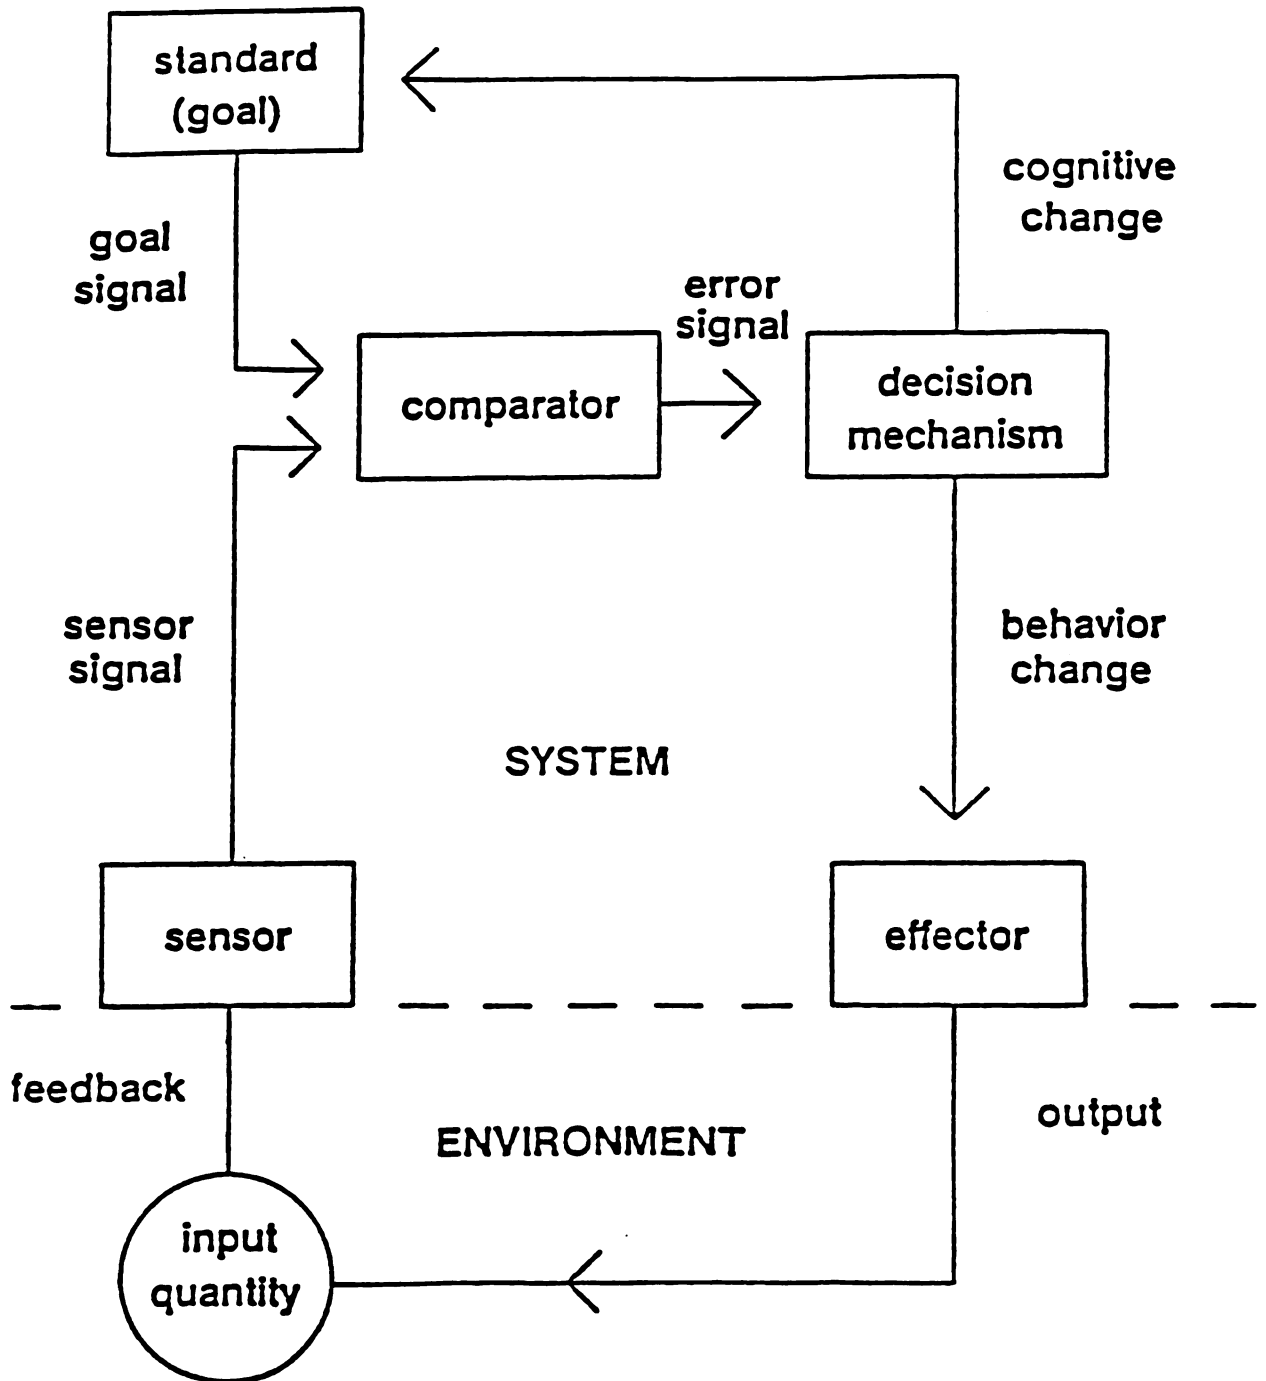 standard
(goal)
cognitive
change
goal
signal
error
signal
comparator
decision
mechanism
sensor
signal
behavior
change
SYSTEM
sensor
effector
feedback
output
ENVIRONMENT
input
quantity